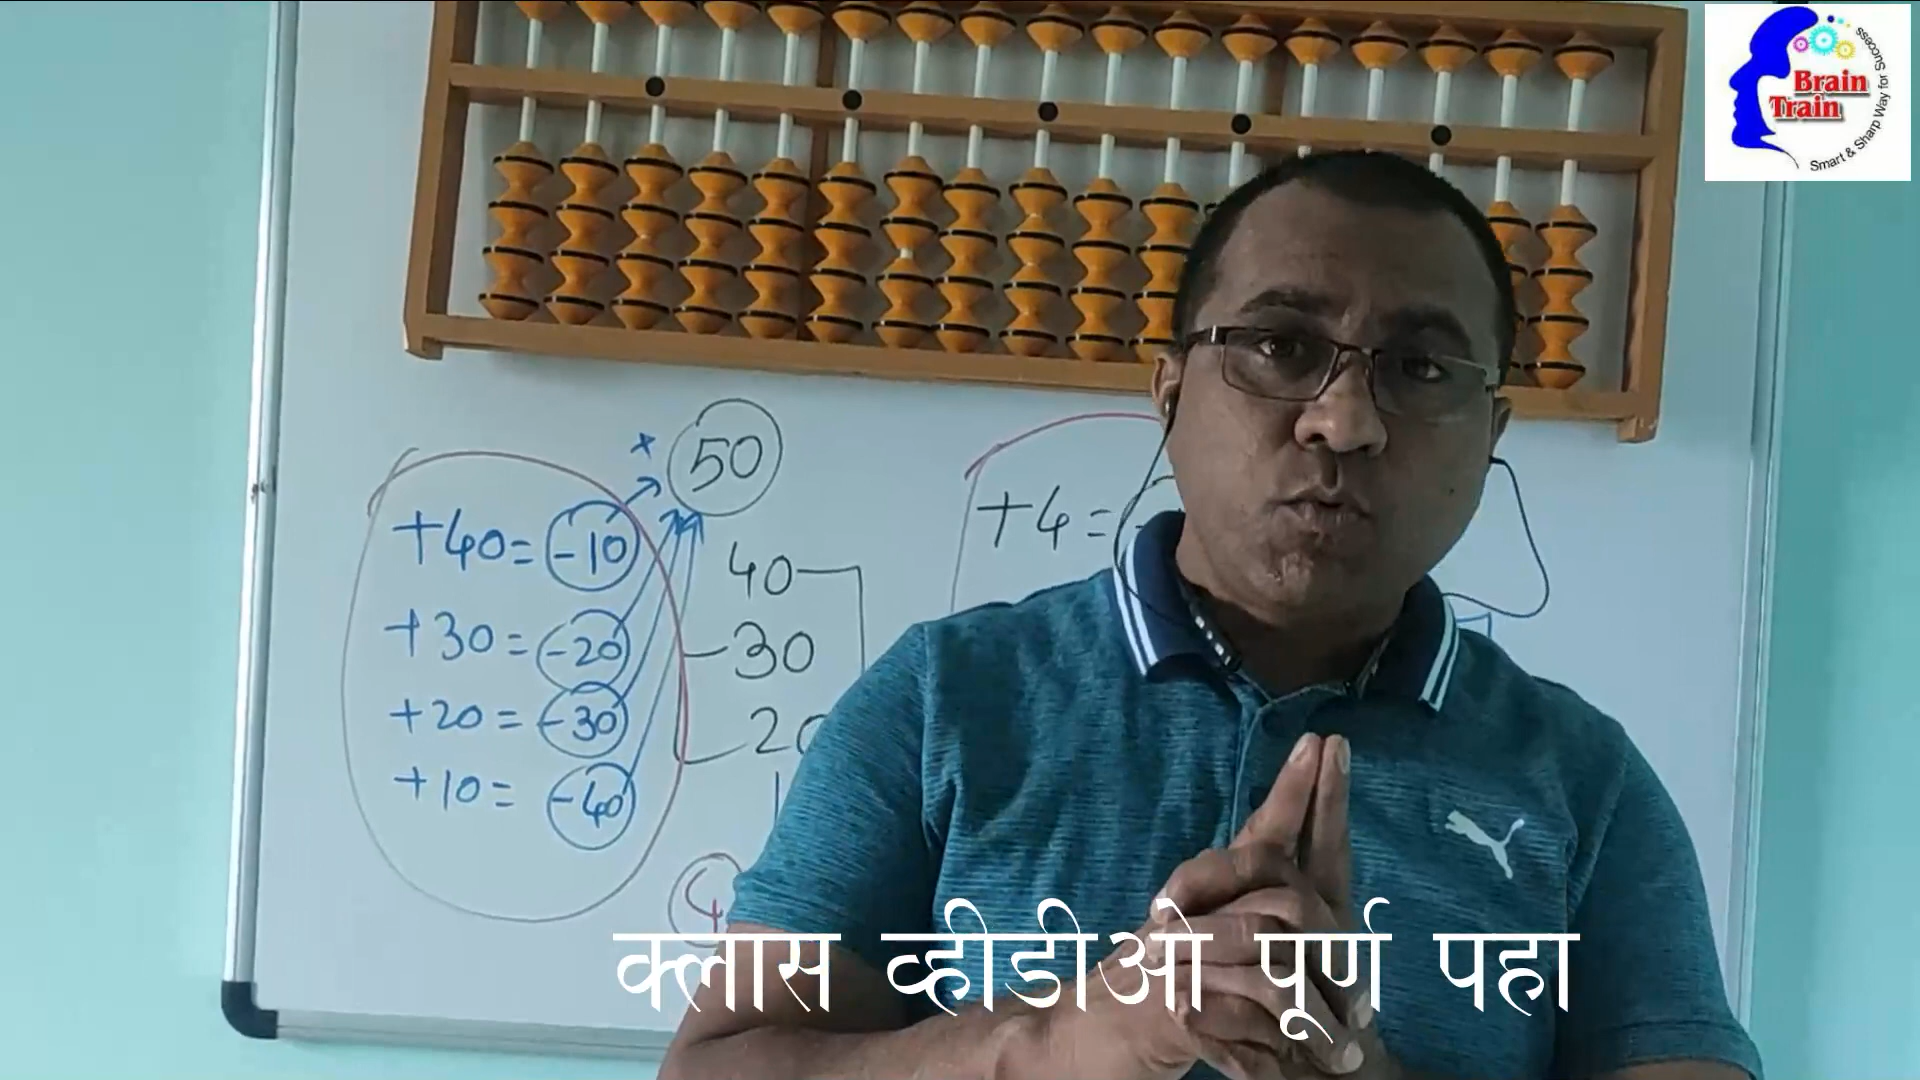 Brain
Train
Smart & Sharp Way for Success
50
+40 = -10
+30 = -20
+20 = -30
+10 = -40
40
30
+4 =
क्लास व्हीडीओ पूर्ण पहा